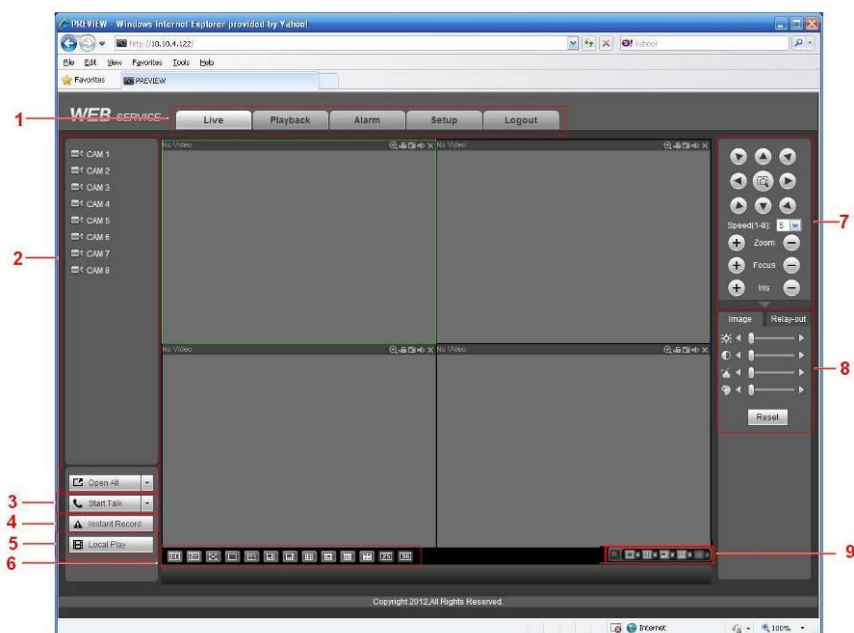 PREVIEW - Windows Internet Explorer provided by Yahoo!
http://10.10.4.122/
Yahoo!
File Edit View Favorites Tools Help
Favorites PREVIEW
WEB SERVICE
Live Playback Alarm Setup Logout
1
CAM 1
CAM 2
CAM 3
CAM 4
CAM 5
CAM 6
CAM 7
CAM 8
2
No Video
No Video
No Video
No Video
Speed(1-8): 5
7
Zoom
Focus
Iris
Image Relay-out
8
Reset
Open All
3 Start Talk
4 Instant Record
5 Local Play
6
9
Copyright 2012,All Rights Reserved.
Internet 100%